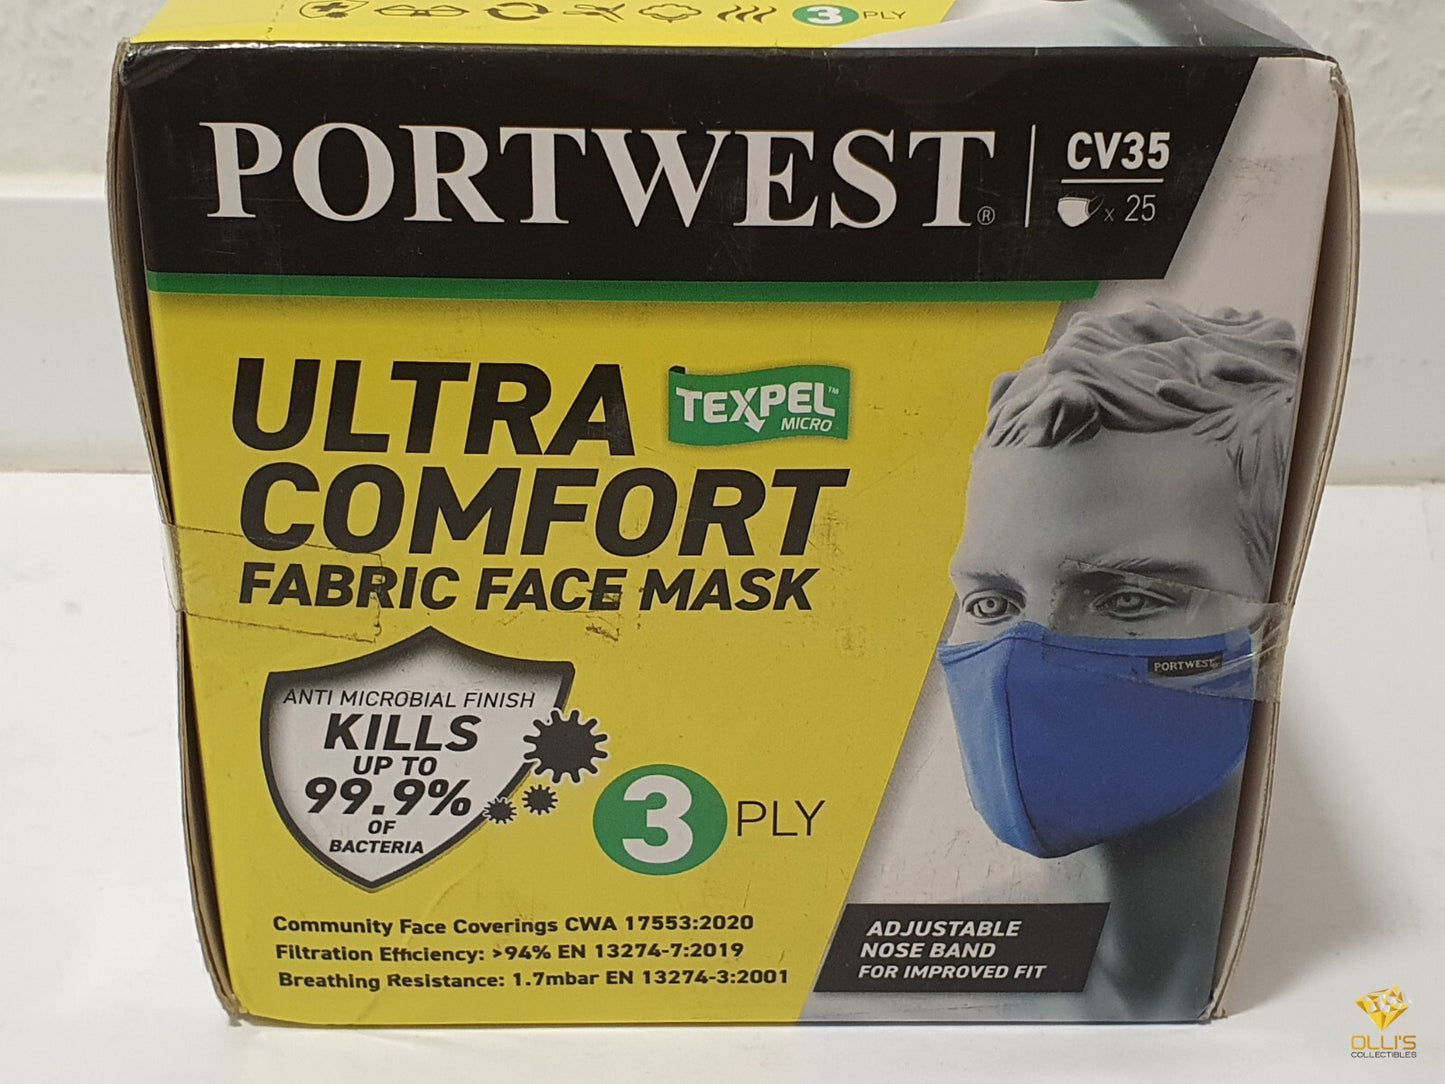 3 PLY
PORTWEST®
CV35
x 25
ULTRA
COMFORT
FABRIC FACE MASK
TEXPEL™
MICRO
ANTI MICROBIAL FINISH
KILLS
UP TO
99.9%
OF
BACTERIA
3 PLY
PORTWEST
Community Face Coverings CWA 17553:2020
Filtration Efficiency: >94% EN 13274-7:2019
Breathing Resistance: 1.7mbar EN 13274-3:2001
ADJUSTABLE
NOSE BAND
FOR IMPROVED FIT
OLLI'S
COLLECTIBLES